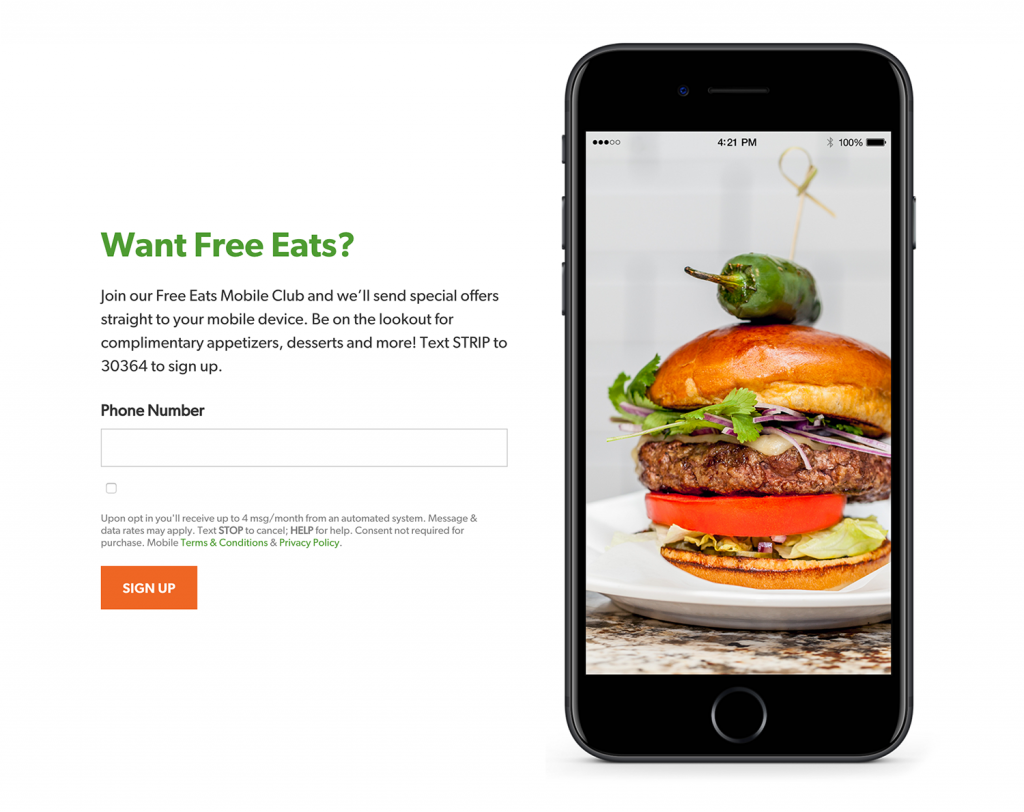 Want Free Eats?
Join our Free Eats Mobile Club and we'll send special offers
straight to your mobile device. Be on the lookout for
complimentary appetizers, desserts and more! Text STRIP to
30364 to sign up.
Phone Number
Upon opt in you'll receive up to 4 msg/month from an automated system. Message &
data rates may apply. Text STOP to cancel; HELP for help. Consent not required for
purchase. Mobile Terms & Conditions & Privacy Policy.
SIGN UP
4:21 PM
100%